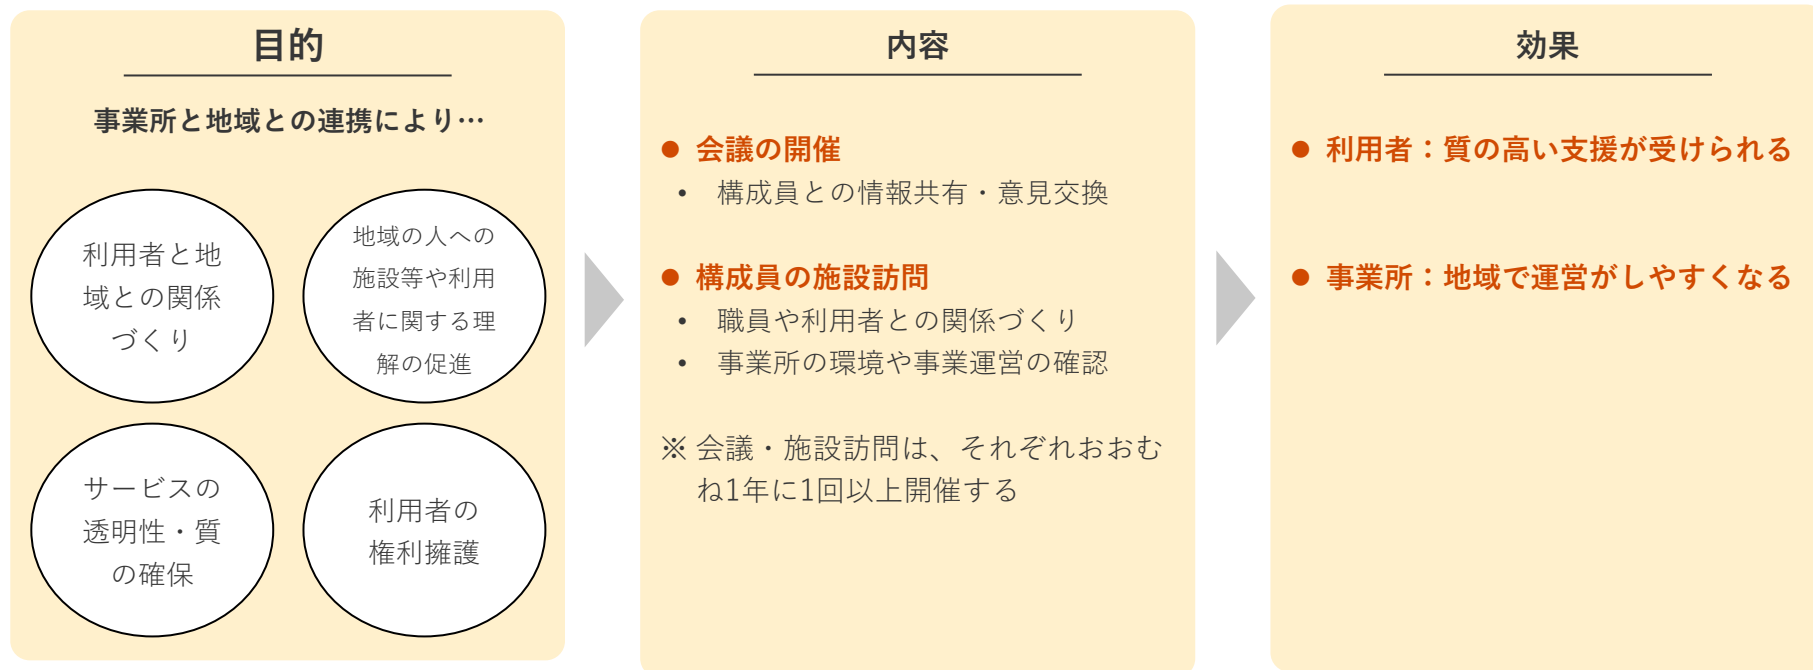 目的
事業所と地域との連携により…
利用者と地
域との関係
づくり
地域の人への
施設等や利用
者に関する理
解の促進
サービスの
透明性・質
の確保
利用者の
権利擁護
内容
● 会議の開催
• 構成員との情報共有・意見交換
● 構成員の施設訪問
• 職員や利用者との関係づくり
• 事業所の環境や事業運営の確認
※ 会議・施設訪問は、それぞれおおむ
ね1年に1回以上開催する
効果
● 利用者：質の高い支援が受けられる
● 事業所：地域で運営がしやすくなる